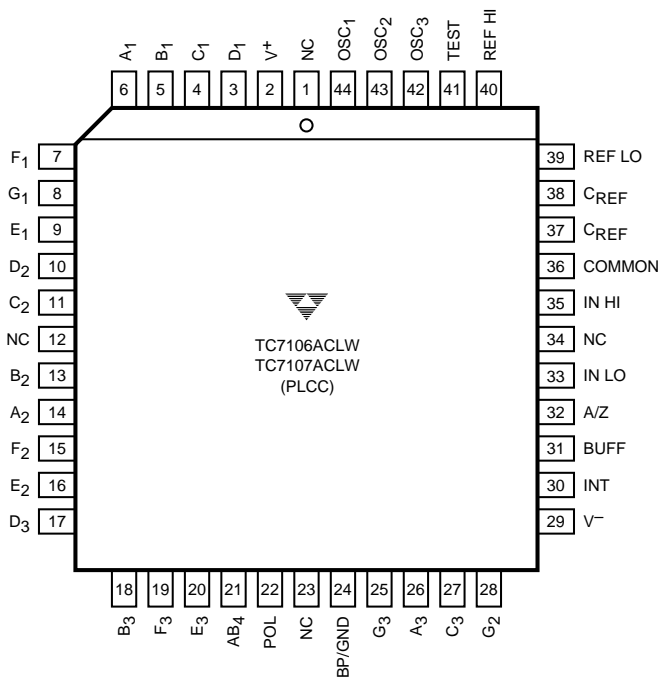 A1 B1 C1 D1 V+ NC OSC1 OSC2 OSC3 TEST REF HI
6 5 4 3 2 1 44 43 42 41 40
F1 7
G1 8
E1 9
D2 10
C2 11
NC 12
B2 13
A2 14
F2 15
E2 16
D3 17
TC7106ACLW
TC7107ACLW
(PLCC)
39 REF LO
38 CREF
37 CREF
36 COMMON
35 IN HI
34 NC
33 IN LO
32 A/Z
31 BUFF
30 INT
29 V–
18 19 20 21 22 23 24 25 26 27 28
B3 F3 E3 AB4 POL NC BP/GND G3 A3 C3 G2